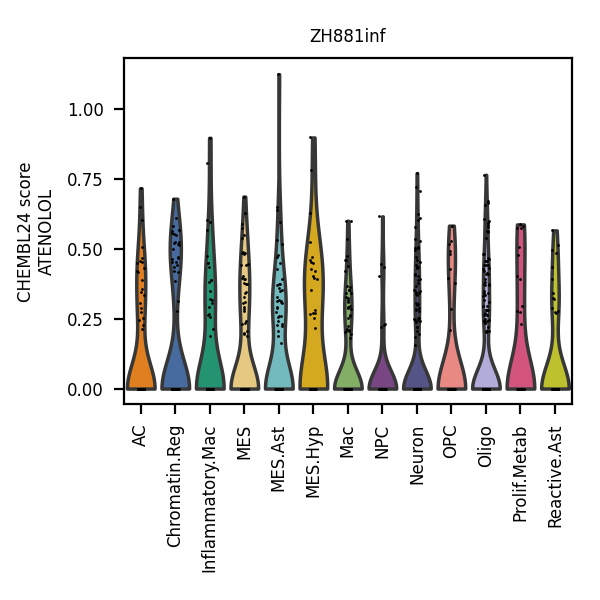 ZH881inf
CHEMBL24 score
ATENOLOL
1.00
0.75
0.50
0.25
0.00
AC
Chromatin.Reg
Inflammatory.Mac
MES
MES.Ast
MES.Hyp
Mac
NPC
Neuron
OPC
Oligo
Prolif.Metab
Reactive.Ast